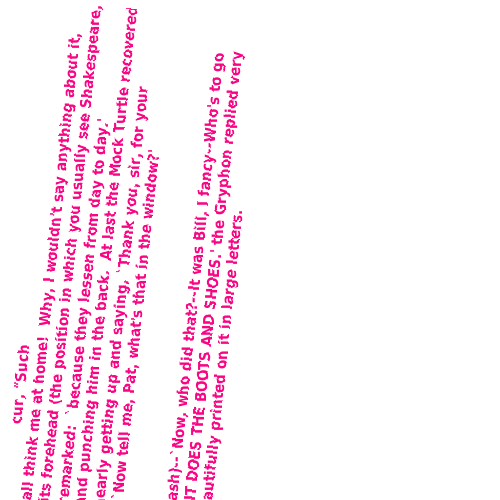 cur, "Such
all think me at home!  Why, I wouldn't say anything about it,
its forehead (the position in which you usually see Shakespeare,
remarked:  `because they lessen from day to day.'
and punching him in the back.  At last the Mock Turtle recovered
nearly getting up and saying, `Thank you, sir, for your
`Now tell me, Pat, what's that in the window?'
ash)--`Now, who did that?--It was Bill, I fancy--Who's to go
IT DOES THE BOOTS AND SHOES.' the Gryphon replied very
autifully printed on it in large letters.